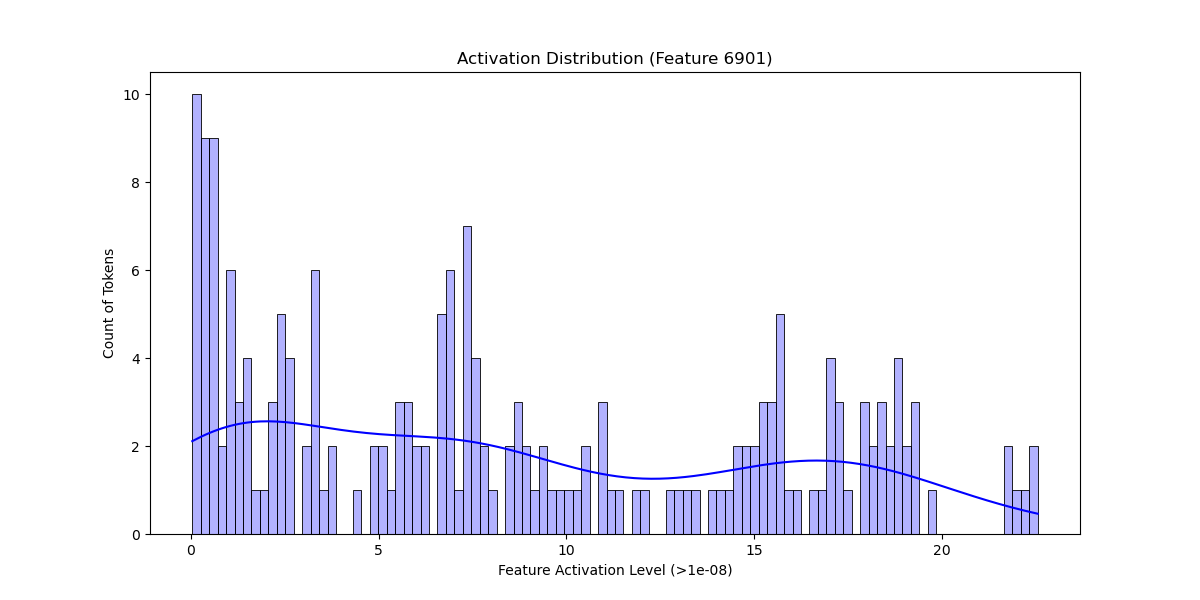 Activation Distribution (Feature 6901)
10
8
6
4
2
0
Count of Tokens
0 5 10 15 20
Feature Activation Level (>1e-08)